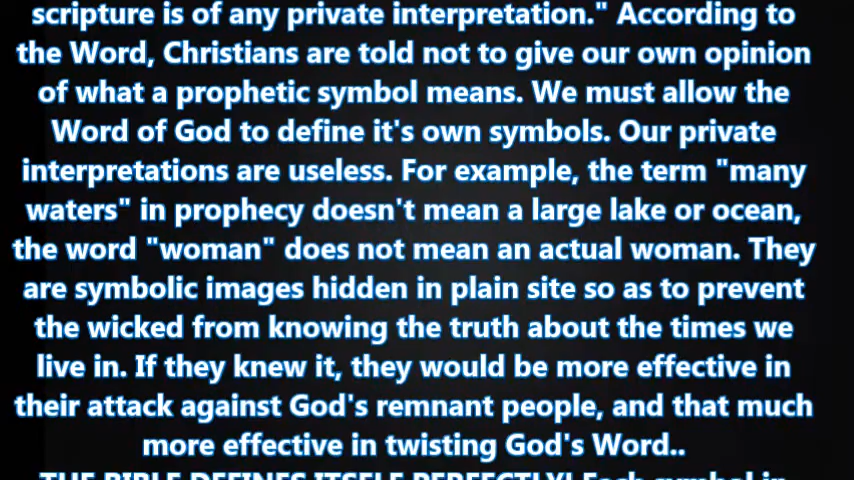 scripture is of any private interpretation." According to
the Word, Christians are told not to give our own opinion
of what a prophetic symbol means. We must allow the
Word of God to define it's own symbols. Our private
interpretations are useless. For example, the term "many
waters" in prophecy doesn't mean a large lake or ocean,
the word "woman" does not mean an actual woman. They
are symbolic images hidden in plain site so as to prevent
the wicked from knowing the truth about the times we
live in. If they knew it, they would be more effective in
their attack against God's remnant people, and that much
more effective in twisting God's Word..
THE BIBLE DEFINES ITSELF PERFECTLY! Each symbol in